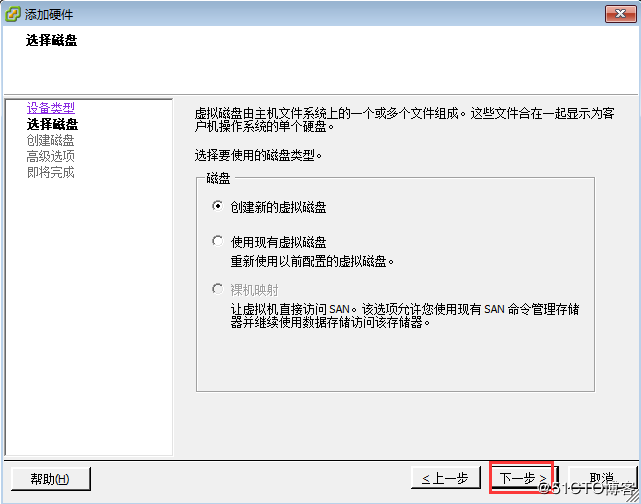 添加硬件
选择磁盘
设备类型
选择磁盘
创建磁盘
高级选项
即将完成
虚拟磁盘由主机文件系统上的一个或多个文件组成。这些文件合在一起显示为客
户机操作系统的单个硬盘。
选择要使用的磁盘类型。
磁盘
创建新的虚拟磁盘
使用现有虚拟磁盘
重新使用以前配置的虚拟磁盘。
裸机映射
让虚拟机直接访问 SAN。该选项允许您使用现有 SAN 命令管理存储
器并继续使用数据存储访问该存储器。
帮助(H)
≤上一步
下一步 >
取消
@51CTO博客